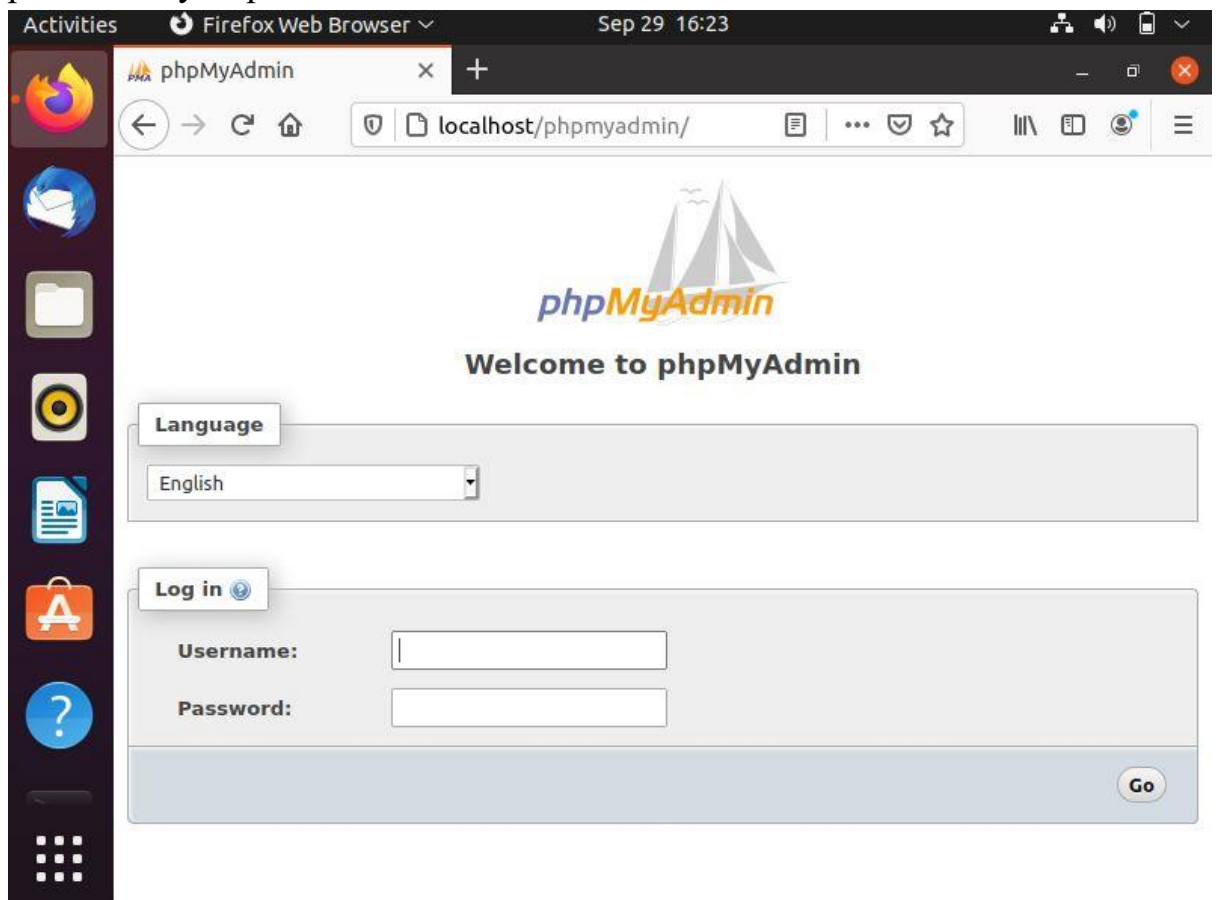 Activities Firefox Web Browser Sep 29 16:23
PMA phpMyAdmin
localhost/phpmyadmin/
phpMyAdmin
Welcome to phpMyAdmin
Language
English
Log in
Username:
Password:
Go